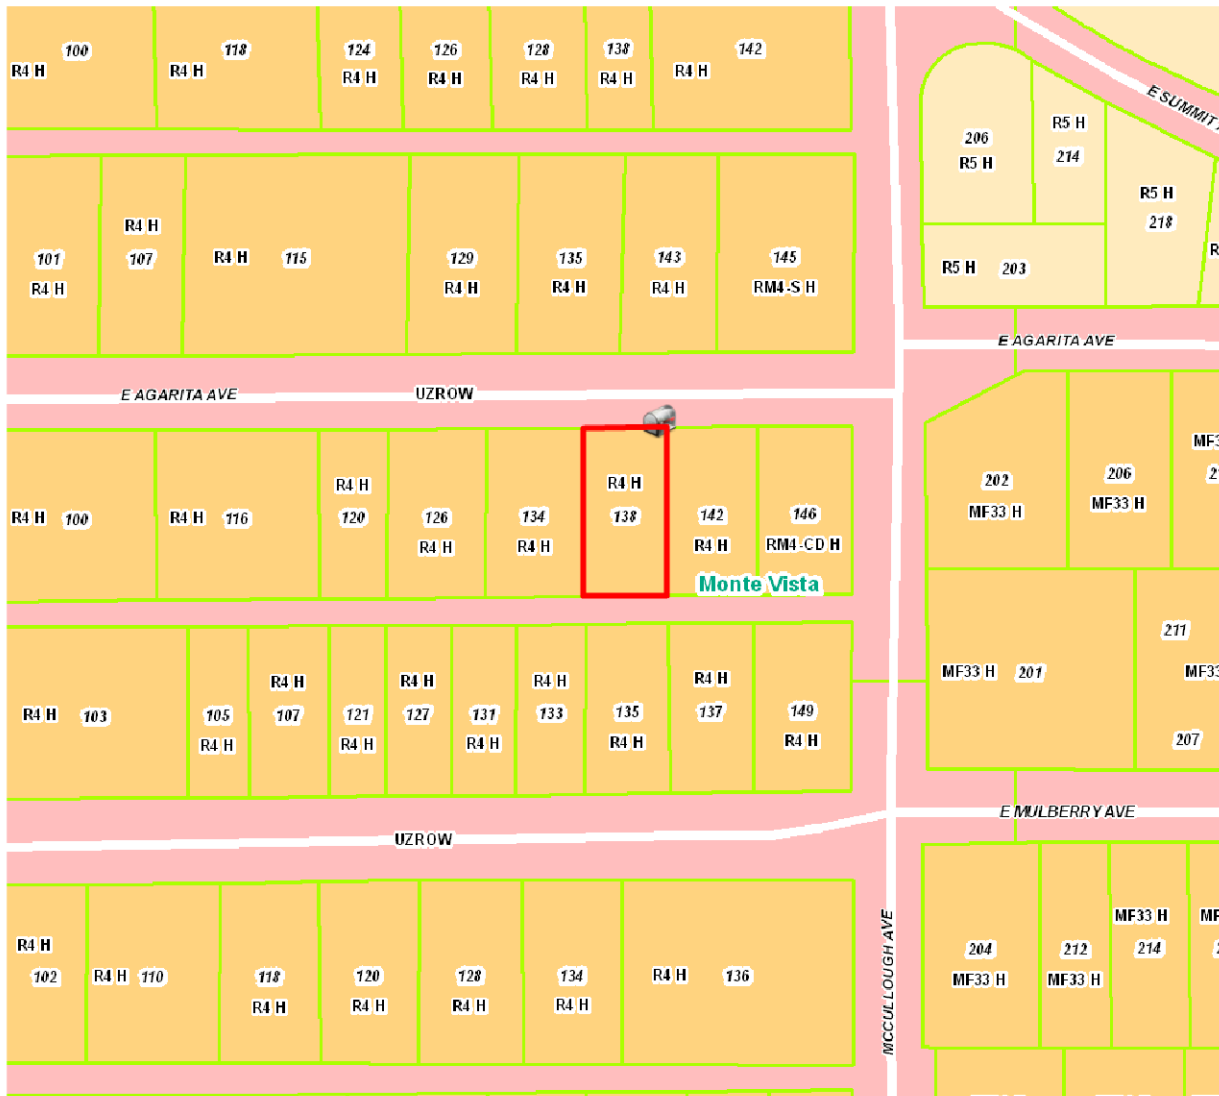 100
R4 H
118
R4 H
124
R4 H
126
R4 H
128
R4 H
138
R4 H
142
R4 H
E SUMMIT
206
R5 H
R5 H
214
R5 H
218
R5 H 203
101
R4 H
R4 H
107
R4 H 115
129
R4 H
135
R4 H
143
R4 H
145
RM4-S H
E AGARITA AVE
E AGARITA AVE
UZROW
R4 H 100
R4 H 116
R4 H
120
126
R4 H
134
R4 H
R4 H
138
142
R4 H
146
RM4-CD H
Monte Vista
202
MF33 H
206
MF33 H
R4 H 103
105
R4 H
R4 H
107
121
R4 H
R4 H
127
131
R4 H
R4 H
133
135
R4 H
R4 H
137
149
R4 H
MF33 H 201
211
MF33
207
UZROW
E MULBERRY AVE
MCCULLOUGH AVE
R4 H
102
R4 H 110
118
R4 H
120
R4 H
128
R4 H
134
R4 H
R4 H 136
204
MF33 H
212
MF33 H
MF33 H
214